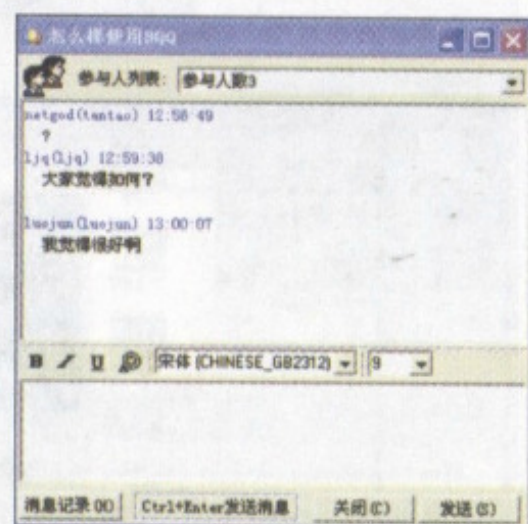 怎么样使用BQQ
参与人列表: 参与人数3
netgod(tantao) 12:58:49
?
ljq(ljq) 12:59:38
大家觉得如何?
luojun(luojun) 13:00:07
我觉得很好啊
B I U 宋体 (CHINESE_GB2312) 9
消息记录(X) Ctrl+Enter发送消息 关闭(C) 发送(S)